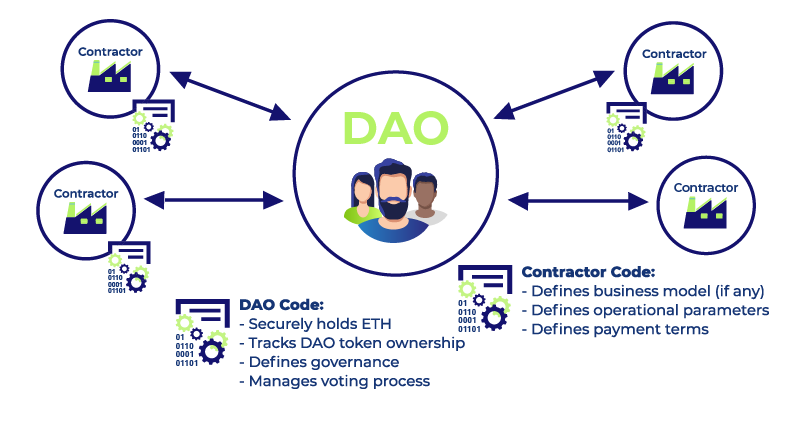 Contractor
Contractor
DAO
Contractor
Contractor
01
0110
0001
01101
01
0110
0001
01101
01
0110
0001
01101
DAO Code:
- Securely holds ETH
- Tracks DAO token ownership
- Defines governance
- Manages voting process
01
0110
0001
01101
Contractor Code:
- Defines business model (if any)
- Defines operational parameters
- Defines payment terms
01
0110
0001
01101